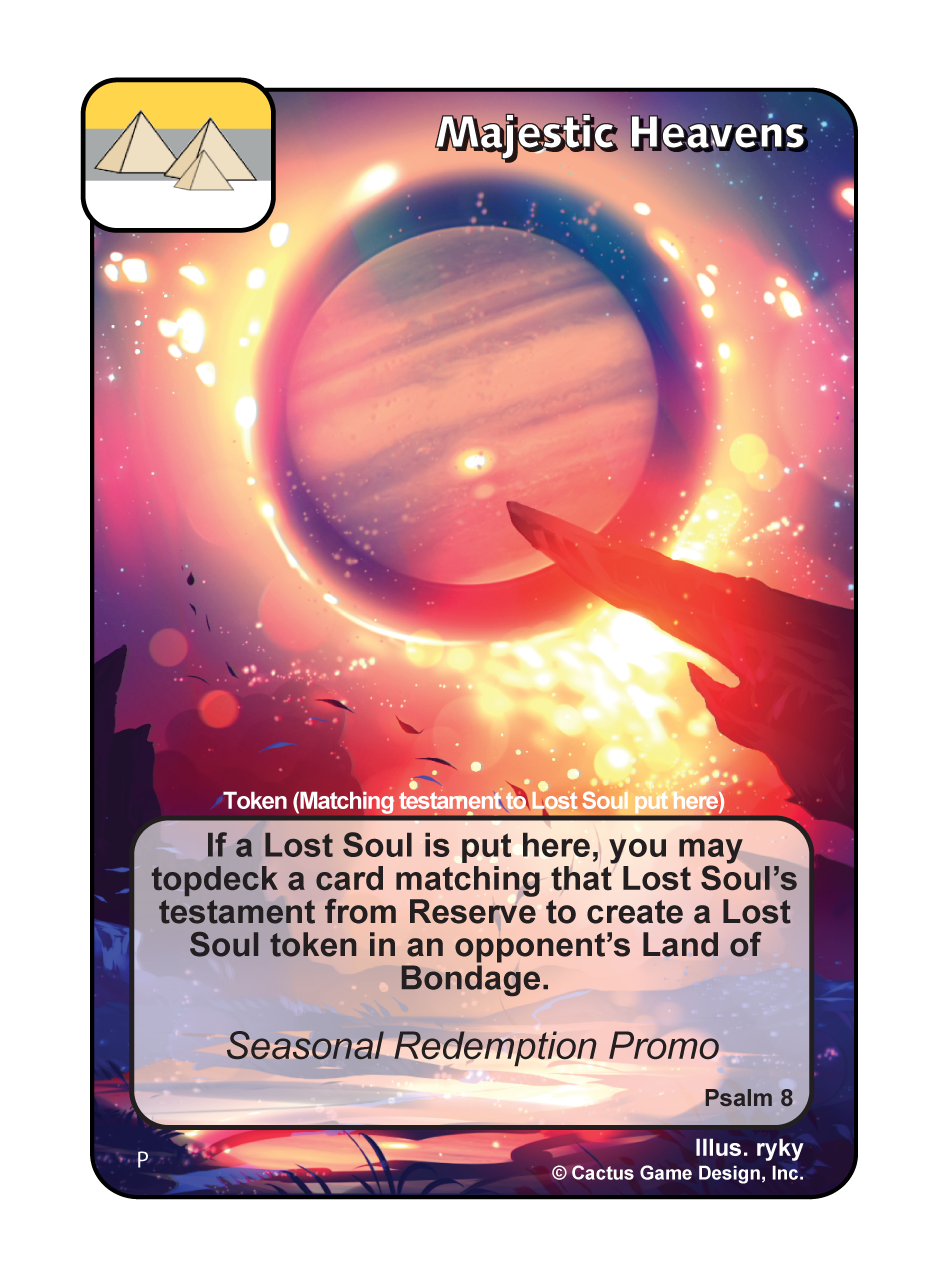 Majestic Heavens
Token (Matching testament to Lost Soul put here)
If a Lost Soul is put here, you may
topdeck a card matching that Lost Soul’s
testament from Reserve to create a Lost
Soul token in an opponent’s Land of
Bondage.
Seasonal Redemption Promo
Psalm 8
Illus. ryky
P
© Cactus Game Design, Inc.